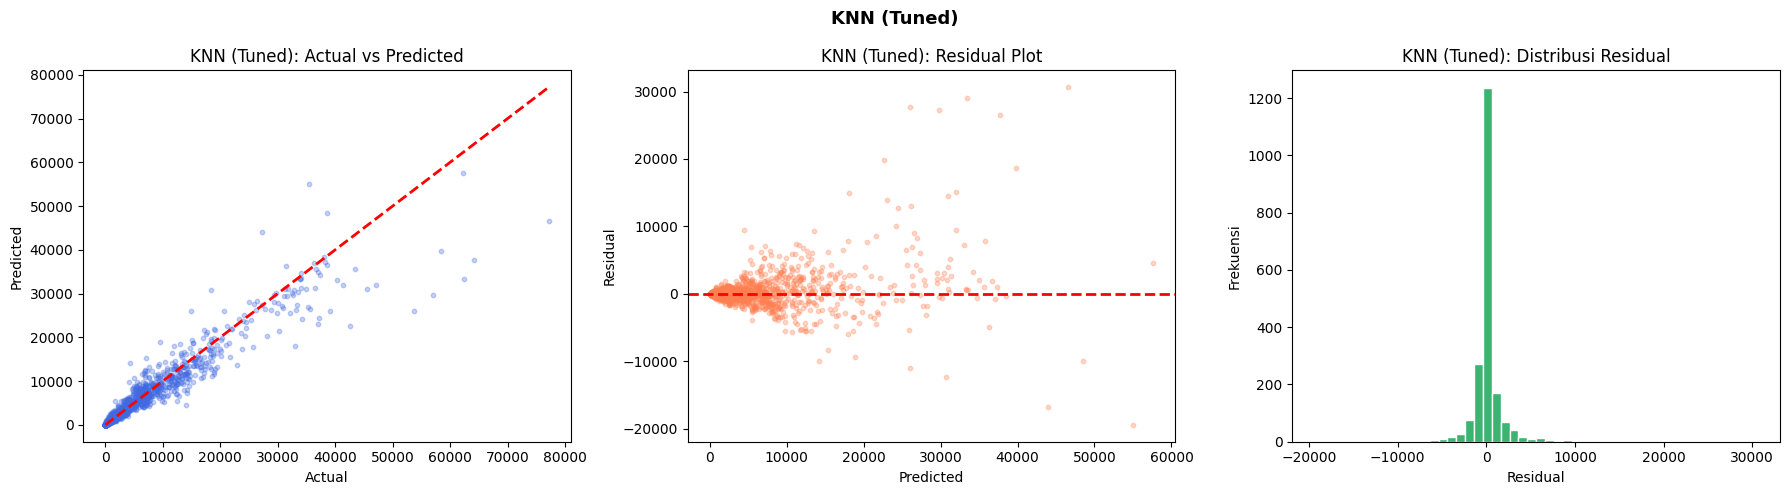 KNN (Tuned)
KNN (Tuned): Actual vs Predicted
80000
70000
60000
50000
40000
30000
20000
10000
0
Predicted
0 10000 20000 30000 40000 50000 60000 70000 80000
Actual
KNN (Tuned): Residual Plot
30000
20000
10000
0
−10000
−20000
Residual
0 10000 20000 30000 40000 50000 60000
Predicted
KNN (Tuned): Distribusi Residual
1200
1000
800
600
400
200
0
Frekuensi
−20000 −10000 0 10000 20000 30000
Residual